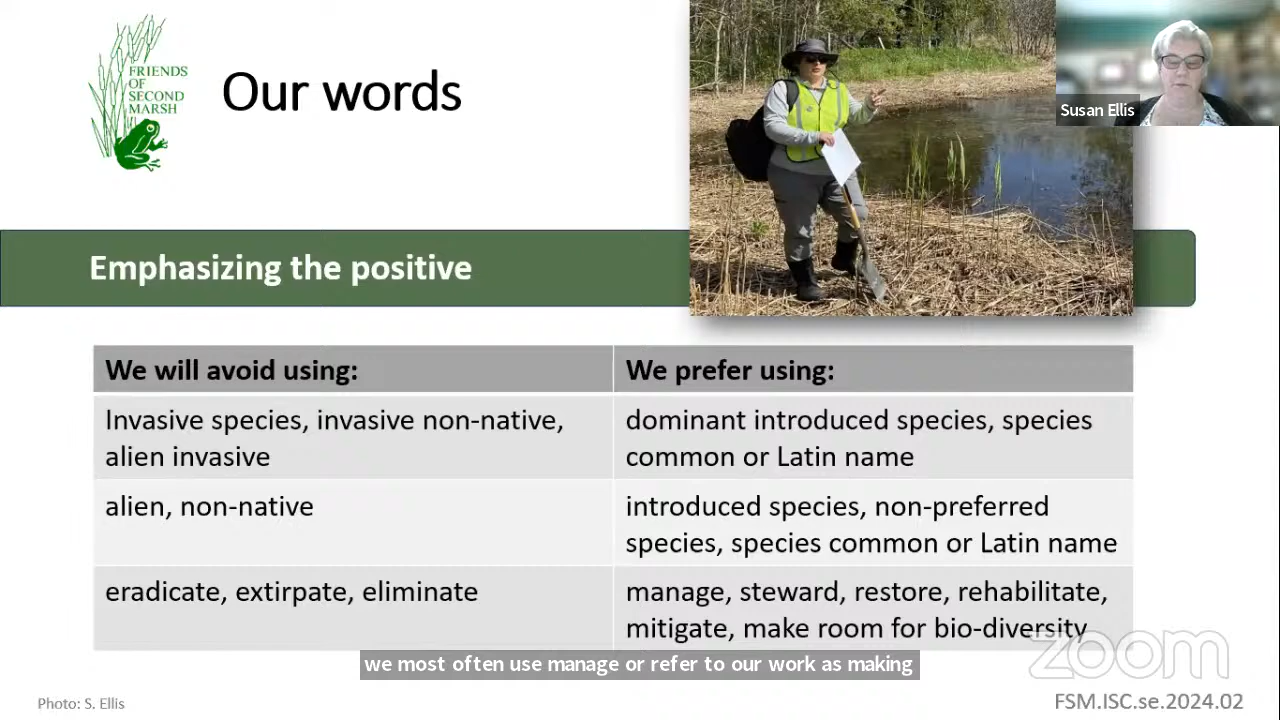 FRIENDS
OF
SECOND
MARSH
Our words
Susan Ellis
Emphasizing the positive
We will avoid using:
We prefer using:
Invasive species, invasive non-native,
alien invasive
dominant introduced species, species
common or Latin name
alien, non-native
introduced species, non-preferred
species, species common or Latin name
eradicate, extirpate, eliminate
manage, steward, restore, rehabilitate,
mitigate, make room for bio-diversity
zoom
we most often use manage or refer to our work as making
Photo: S. Ellis
FSM.ISC.se.2024.02